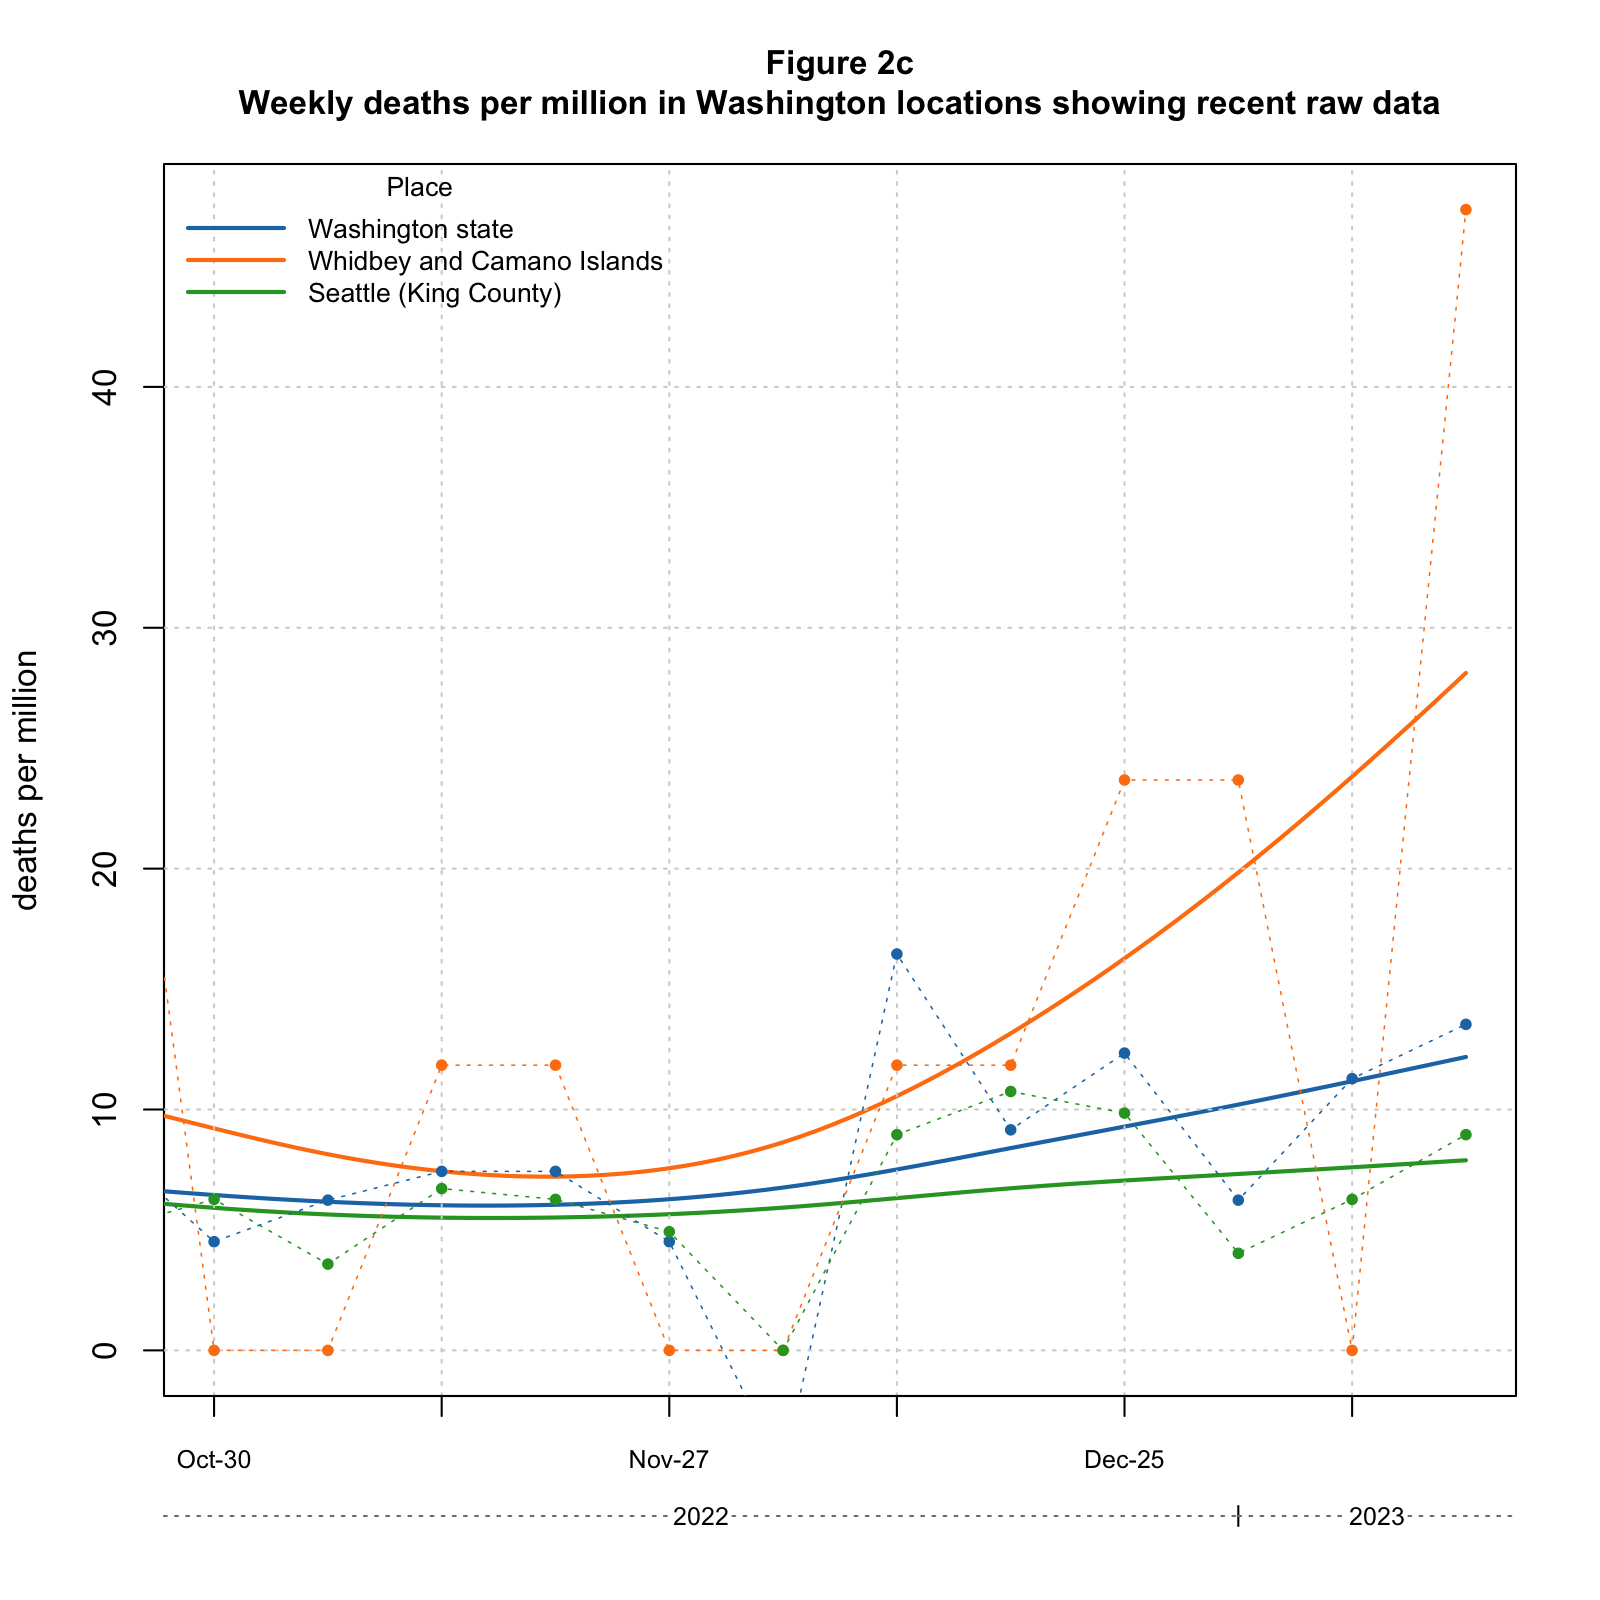 Figure 2c
Weekly deaths per million in Washington locations showing recent raw data
Place
Washington state
Whidbey and Camano Islands
Seattle (King County)
deaths per million
40
30
20
10
0
Oct-30 Nov-27 Dec-25
2022 2023